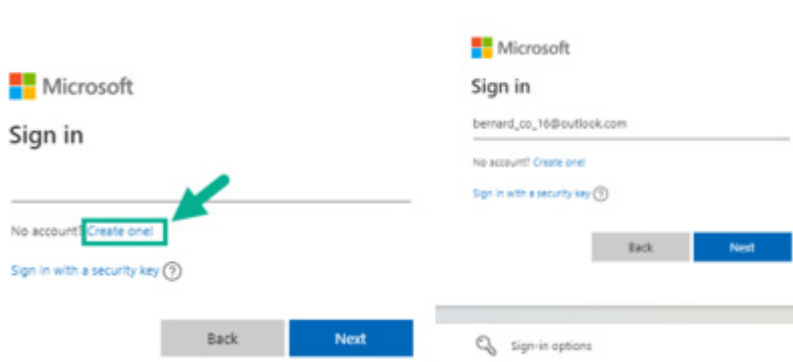 Microsoft
Sign in
No account? Create one!
Sign in with a security key
Back
Next
Microsoft
Sign in
bernard_co_16@outlook.com
No account? Create one!
Sign in with a security key
Back
Next
Sign-in options